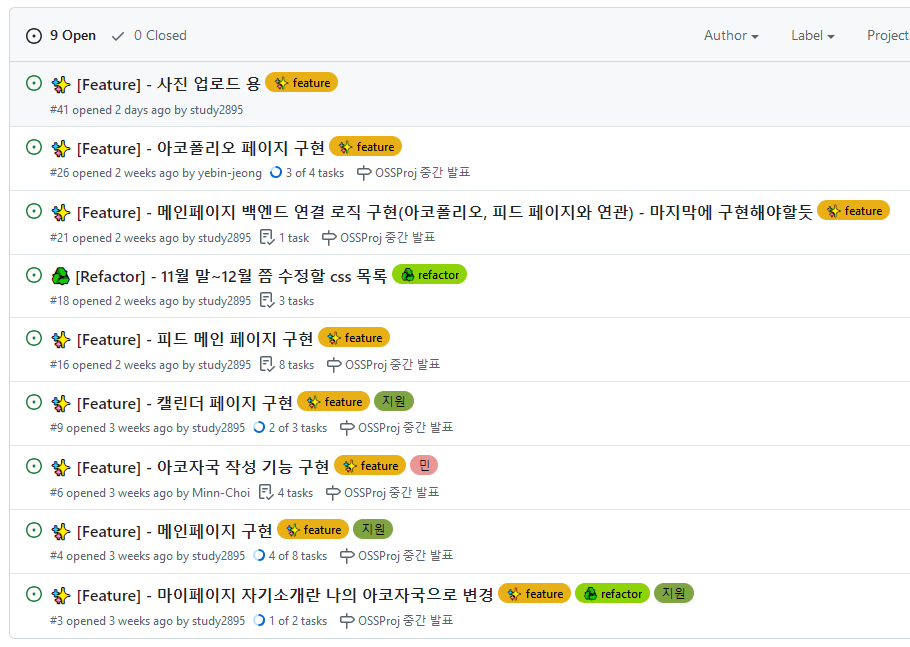 9 Open 0 Closed Author Label Project
[Feature] - 사진 업로드 용 feature
#41 opened 2 days ago by study2895
[Feature] - 아코폴리오 페이지 구현 feature
#26 opened 2 weeks ago by yebin-jeong 3 of 4 tasks OSSProj 중간 발표
[Feature] - 메인페이지 백엔드 연결 로직 구현(아코폴리오, 피드 페이지와 연관) - 마지막에 구현해야할듯 feature
#21 opened 2 weeks ago by study2895 1 task OSSProj 중간 발표
[Refactor] - 11월 말~12월 쯤 수정할 css 목록 refactor
#18 opened 2 weeks ago by study2895 3 tasks
[Feature] - 피드 메인 페이지 구현 feature
#16 opened 2 weeks ago by study2895 8 tasks OSSProj 중간 발표
[Feature] - 캘린더 페이지 구현 feature 지원
#9 opened 3 weeks ago by study2895 2 of 3 tasks OSSProj 중간 발표
[Feature] - 아코자국 작성 기능 구현 feature 민
#6 opened 3 weeks ago by Minn-Choi 4 tasks OSSProj 중간 발표
[Feature] - 메인페이지 구현 feature 지원
#4 opened 3 weeks ago by study2895 4 of 8 tasks OSSProj 중간 발표
[Feature] - 마이페이지 자기소개란 나의 아코자국으로 변경 feature refactor 지원
#3 opened 3 weeks ago by study2895 1 of 2 tasks OSSProj 중간 발표